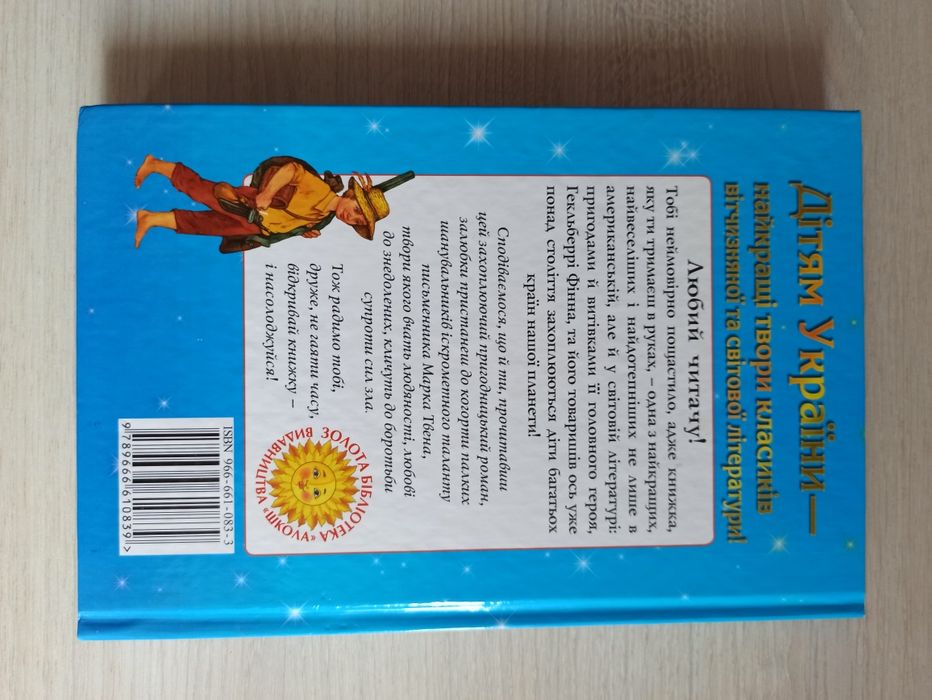 Дітям України—
найкращі твори класиків
вітчизняної та світової літератури!
Любий читачу!
Тобі неймовірно пощастило, адже книжка,
яку ти тримаєш в руках, – одна з найкращих,
найвеселіших і найдотепніших не лише в
американській, але й у світовій літературі:
пригодами й витівками її головного героя,
Гекльберрі Фінна, та його товаришів ось уже
понад століття захоплюються діти багатьох
країн нашої планети!
Сподіваємося, що й ти, прочитавши
цей захоплюючий пригодницький роман,
залюбки пристанеш до когорти палких
шанувальників іскрометного таланту
письменника Марка Твена,
твори якого вчать людяності, любові
до знедолених, кличуть до боротьби
супроти сил зла.
Тож радимо тобі,
друже, не гаяти часу,
відкривай книжку –
і насолоджуйся!
ЗОЛОТА БІБЛІОТЕКА
ВИДАВНИЦТВА «ШКОЛА»
ISBN 966-661-083-3
9789666610839>